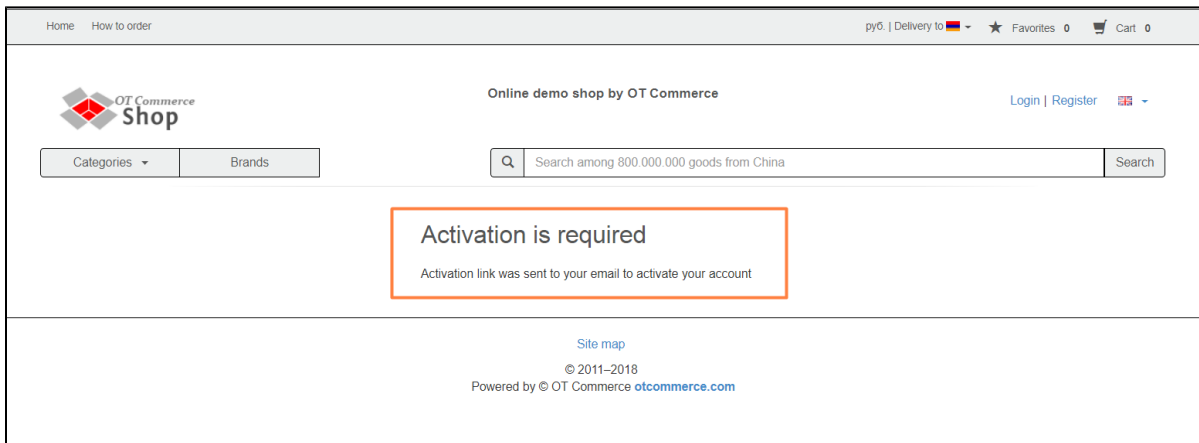 Home How to order руб. | Delivery to Favorites 0 Cart 0
OT Commerce
Shop
Online demo shop by OT Commerce
Login | Register
Categories Brands Search among 800.000.000 goods from China Search
Activation is required
Activation link was sent to your email to activate your account
Site map
© 2011–2018
Powered by © OT Commerce otcommerce.com